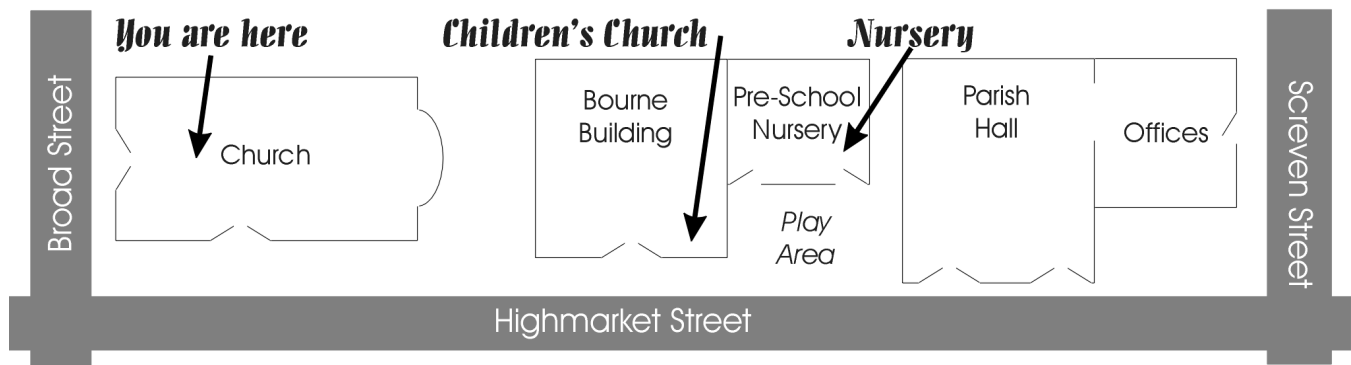 You are here
Children's Church
Nursery
Broad Street
Church
Bourne
Building
Pre-School
Nursery
Play
Area
Parish
Hall
Offices
Screven Street
Highmarket Street